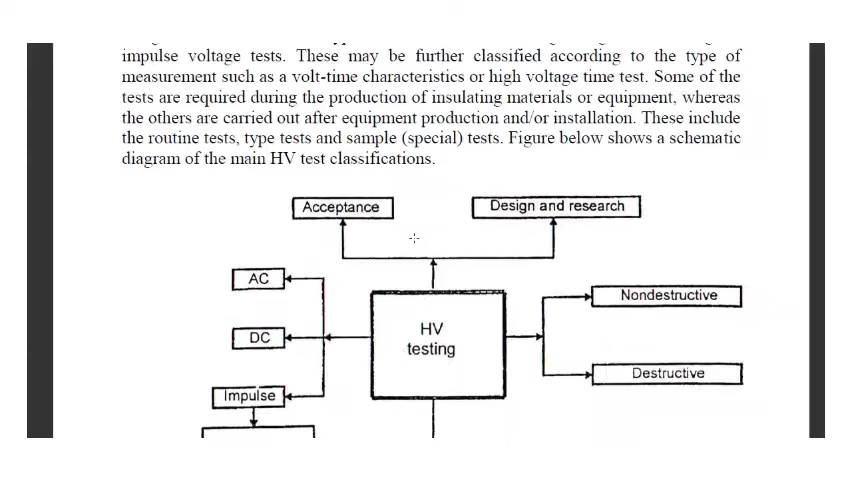 impulse voltage tests. These may be further classified according to the type of
measurement such as a volt-time characteristics or high voltage time test. Some of the
tests are required during the production of insulating materials or equipment, whereas
the others are carried out after equipment production and/or installation. These include
the routine tests, type tests and sample (special) tests. Figure below shows a schematic
diagram of the main HV test classifications.
Acceptance
Design and research
AC
Nondestructive
HV
testing
DC
Destructive
Impulse